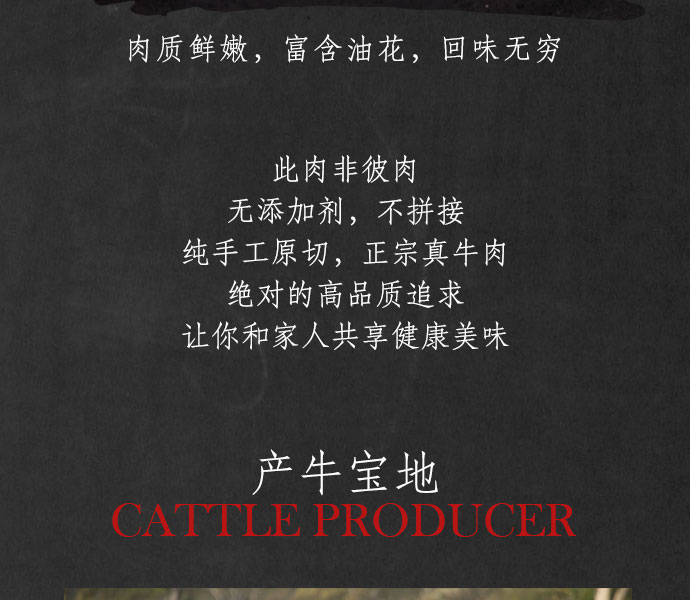 肉质鲜嫩，富含油花，回味无穷
此肉非彼肉
无添加剂，不拼接
纯手工原切，正宗真牛肉
绝对的高品质追求
让你和家人共享健康美味
产牛宝地
CATTLE PRODUCER